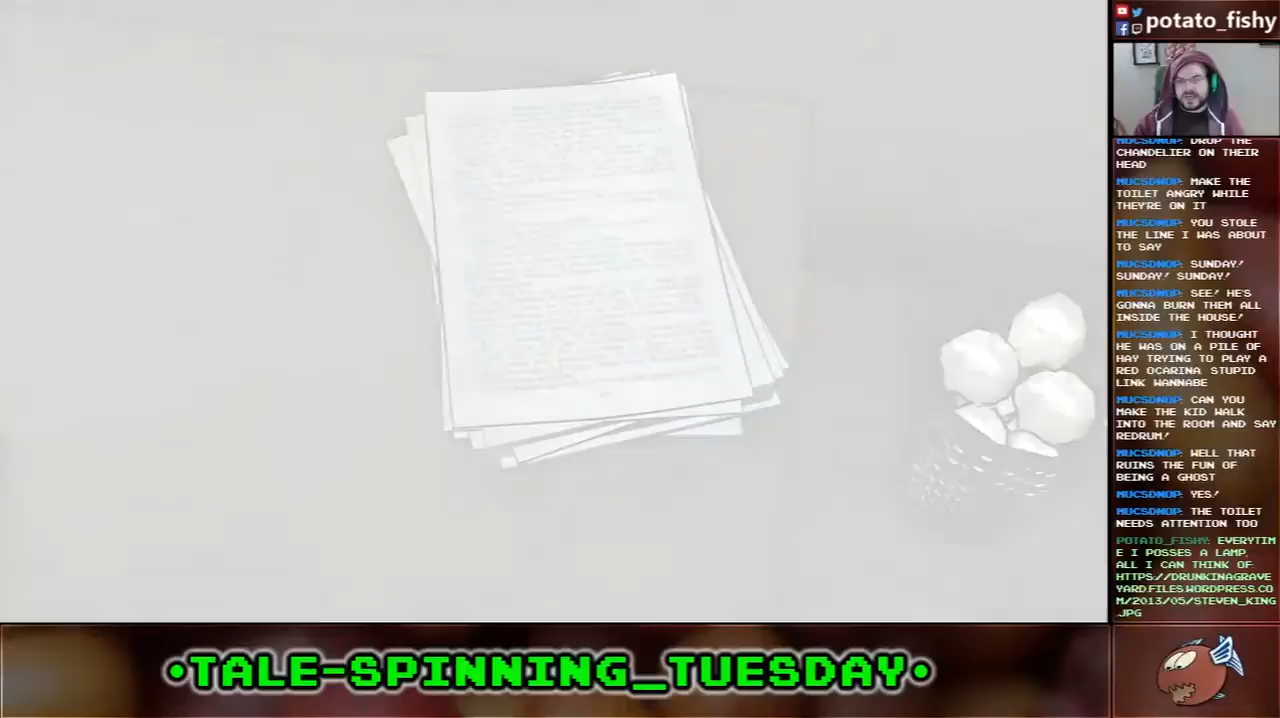 potato_fishy
MUCSDNOP: DROP THE
CHANDELIER ON THEIR
HEAD
MUCSDNOP: MAKE THE
TOILET ANGRY WHILE
THEY'RE ON IT
MUCSDNOP: YOU STOLE
THE LINE I WAS ABOUT
TO SAY
MUCSDNOP: SUNDAY!
SUNDAY! SUNDAY!
MUCSDNOP: SEE! HE'S
GONNA BURN THEM ALL
INSIDE THE HOUSE!
MUCSDNOP: I THOUGHT
HE WAS ON A PILE OF
HAY TRYING TO PLAY A
RED OCARINA STUPID
LINK WANNABE
MUCSDNOP: CAN YOU
MAKE THE KID WALK
INTO THE ROOM AND SAY
REDRUM!
MUCSDNOP: WELL THAT
RUINS THE FUN OF
BEING A GHOST
MUCSDNOP: YES!
MUCSDNOP: THE TOILET
NEEDS ATTENTION TOO
POTATO_FISHY: EVERYTIM
E I POSSES A LAMP,
ALL I CAN THINK OF:
HTTPS://DRUNKINAGRAVE
YARD.FILES.WORDPRESS.CO
M/2013/05/STEVEN_KING
.JPG
•TALE-SPINNING_TUESDAY•